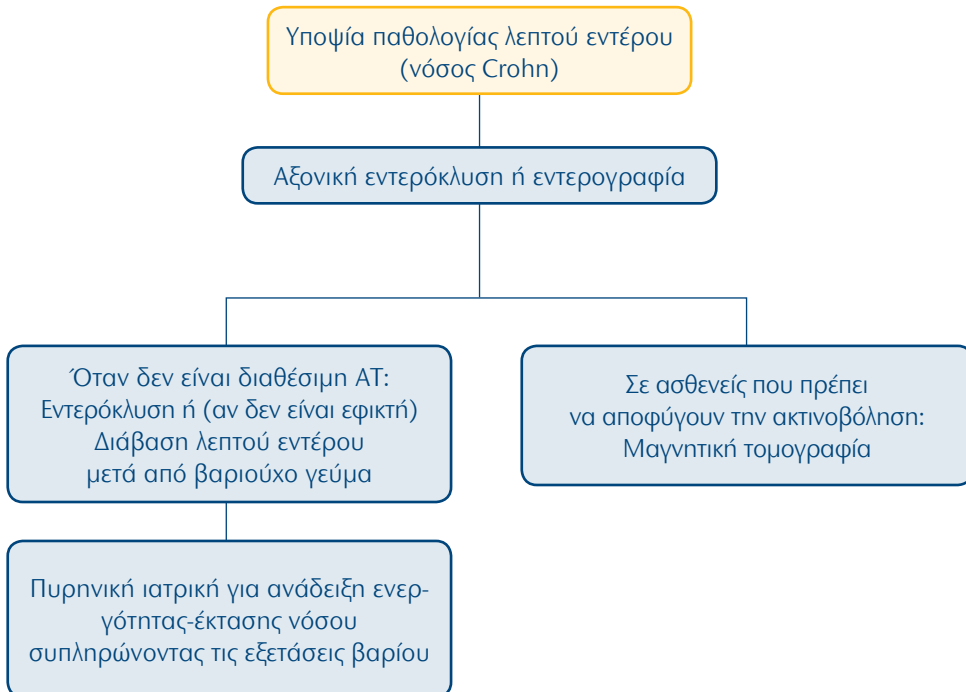 Υποψία παθολογίας λεπτού εντέρου
(νόσος Crohn)
Αξονική εντερόκλυση ή εντερογραφία
Όταν δεν είναι διαθέσιμη ΑΤ:
Εντερόκλυση ή (αν δεν είναι εφικτή)
Διάβαση λεπτού εντέρου
μετά από βαριούχο γεύμα
Σε ασθενείς που πρέπει
να αποφύγουν την ακτινοβόληση:
Μαγνητική τομογραφία
Πυρηνική ιατρική για ανάδειξη ενερ-
γότητας-έκτασης νόσου
συπληρώνοντας τις εξετάσεις βαρίου